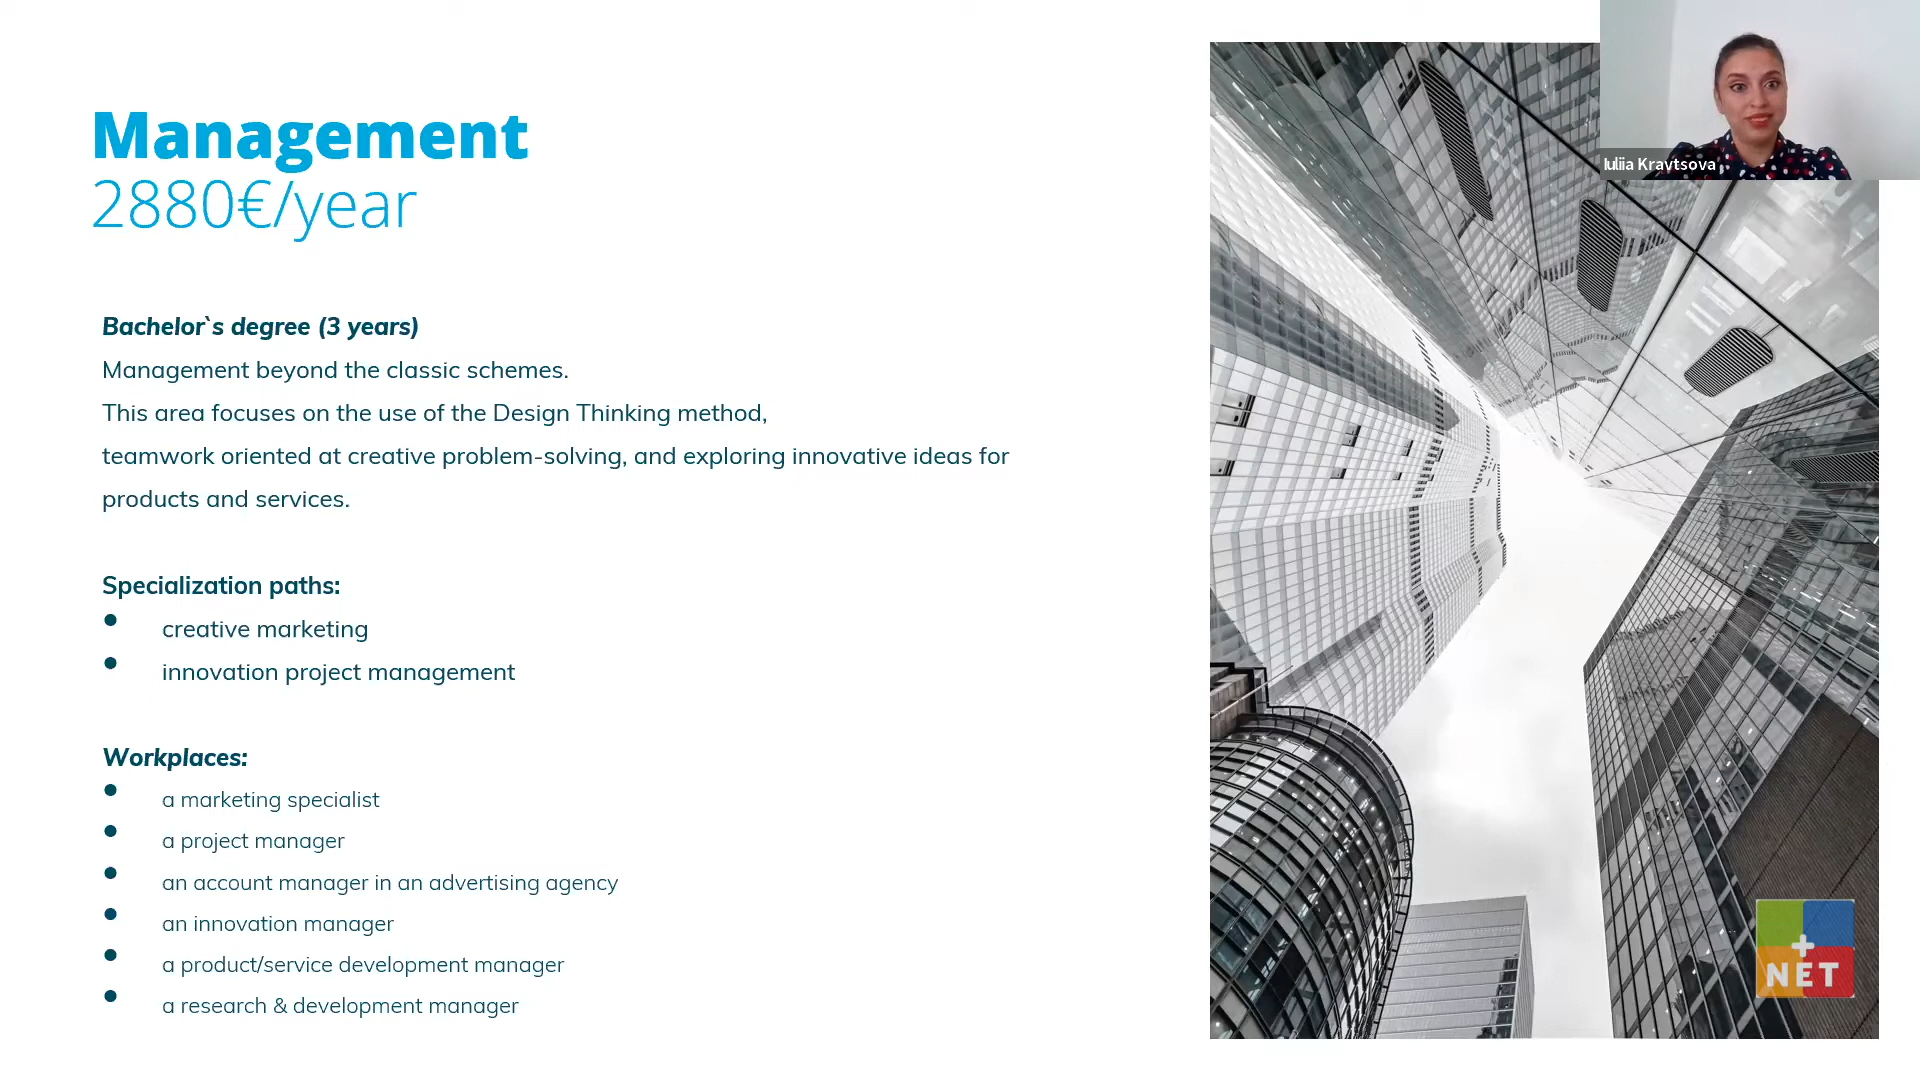 Management
2880€/year
Iuliia Kravtsova
Bachelor`s degree (3 years)
Management beyond the classic schemes.
This area focuses on the use of the Design Thinking method,
teamwork oriented at creative problem-solving, and exploring innovative ideas for
products and services.
Specialization paths:
creative marketing
innovation project management
Workplaces:
a marketing specialist
a project manager
an account manager in an advertising agency
an innovation manager
a product/service development manager
a research & development manager
+
NET